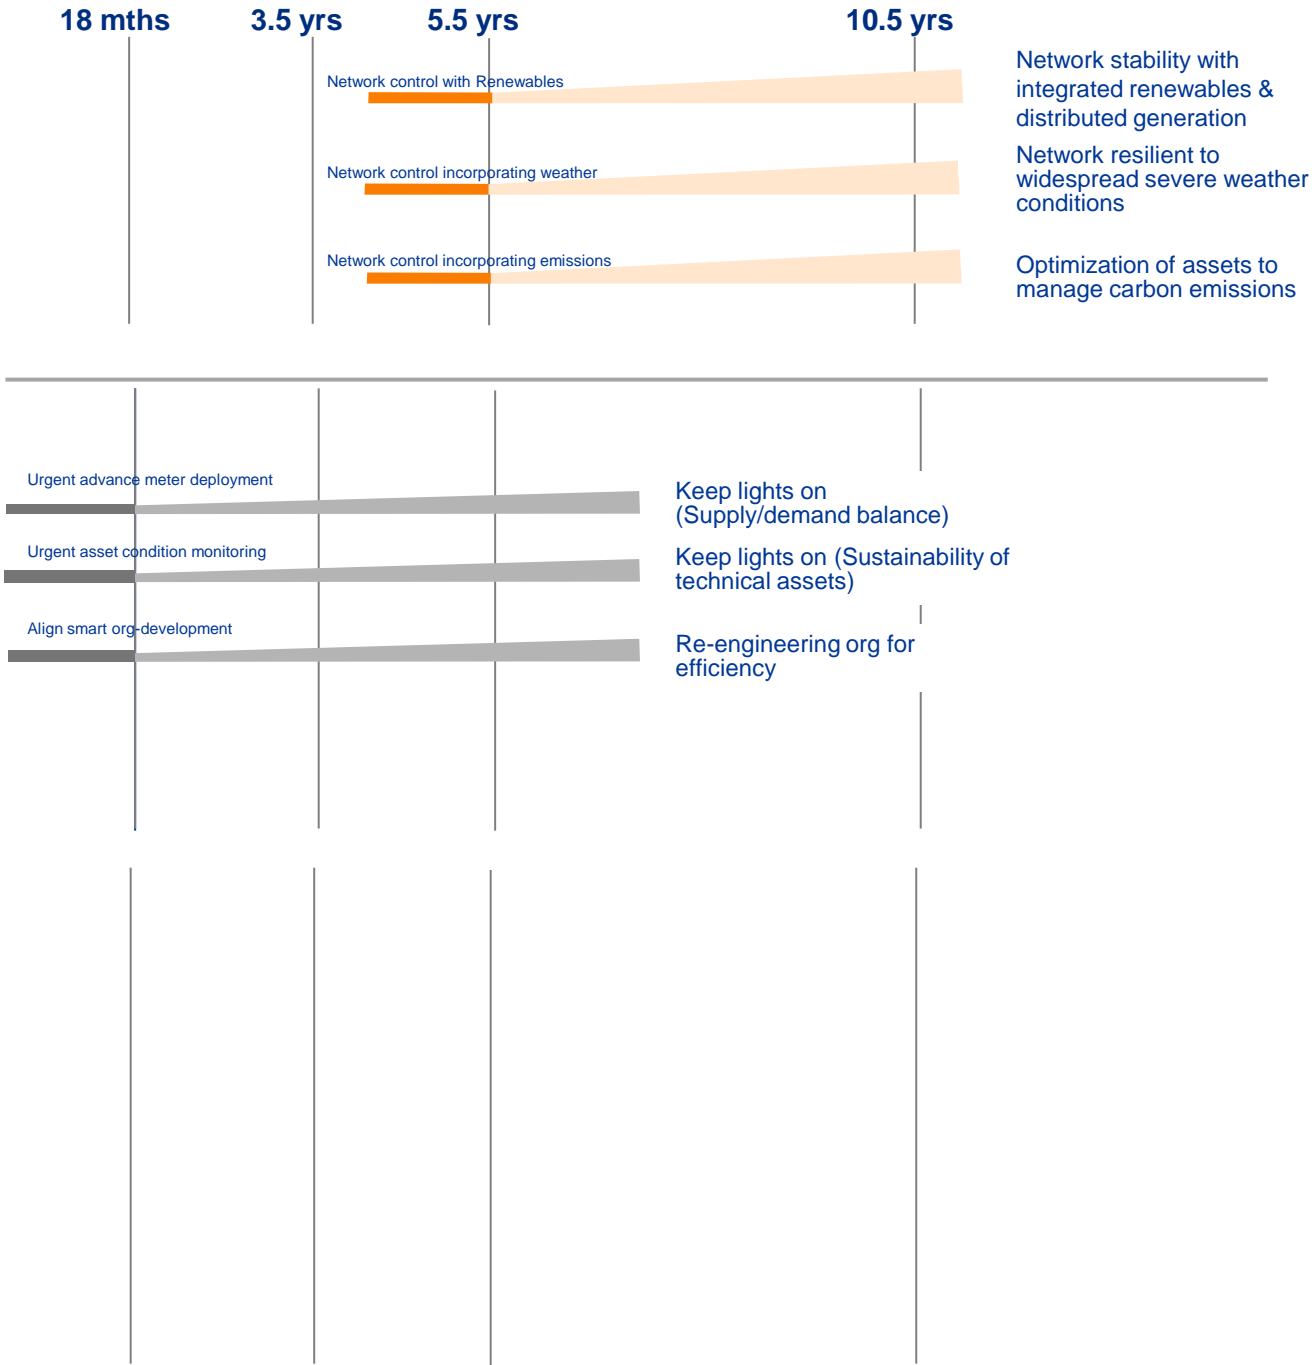 18 mths 3.5 yrs 5.5 yrs 10.5 yrs
Network control with Renewables
Network stability with
integrated renewables &
distributed generation
Network control incorporating weather
Network resilient to
widespread severe weather
conditions
Network control incorporating emissions
Optimization of assets to
manage carbon emissions
Urgent advance meter deployment
Keep lights on
(Supply/demand balance)
Urgent asset condition monitoring
Keep lights on (Sustainability of
technical assets)
Align smart org-development
Re-engineering org for
efficiency